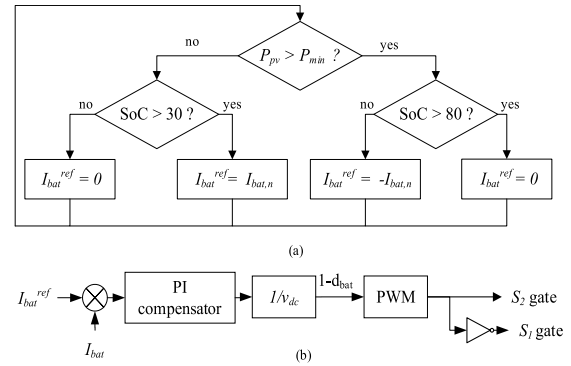 P_pv > P_min ?
no
yes
SoC > 30 ?
SoC > 80 ?
no
yes
no
yes
I_bat^ref = 0
I_bat^ref = I_bat,n
I_bat^ref = -I_bat,n
I_bat^ref = 0
(a)
I_bat^ref
PI
compensator
1/v_dc
1-d_bat
PWM
S_2 gate
S_1 gate
I_bat
(b)